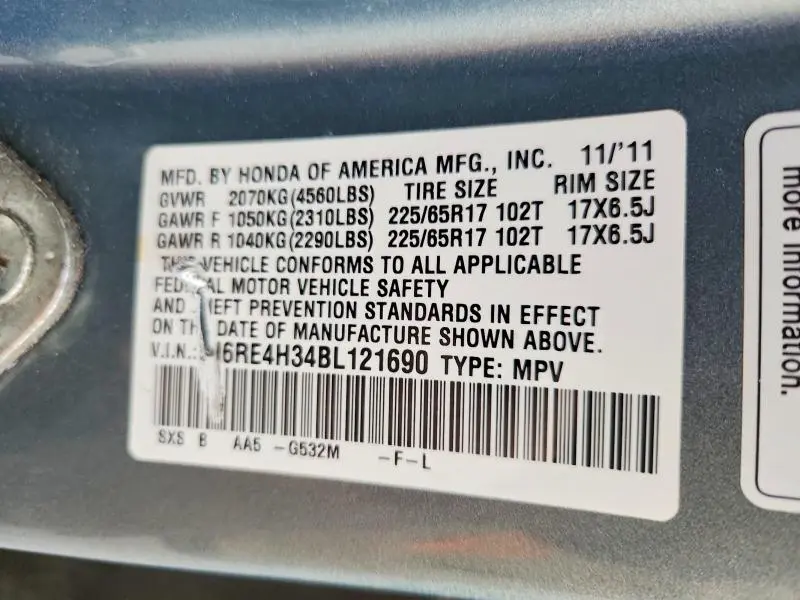 MFD. BY HONDA OF AMERICA MFG., INC. 11/'11
GVWR 2070KG(4560LBS) TIRE SIZE RIM SIZE
GAWR F 1050KG(2310LBS) 225/65R17 102T 17X6.5J
GAWR R 1040KG(2290LBS) 225/65R17 102T 17X6.5J
VEHICLE CONFORMS TO ALL APPLICABLE
MOTOR VEHICLE SAFETY
AND THEFT PREVENTION STANDARDS IN EFFECT
ON THE DATE OF MANUFACTURE SHOWN ABOVE.
V.I.N.: TYPE: MPV
SXS B AA5 -G532M -F-L
more information.